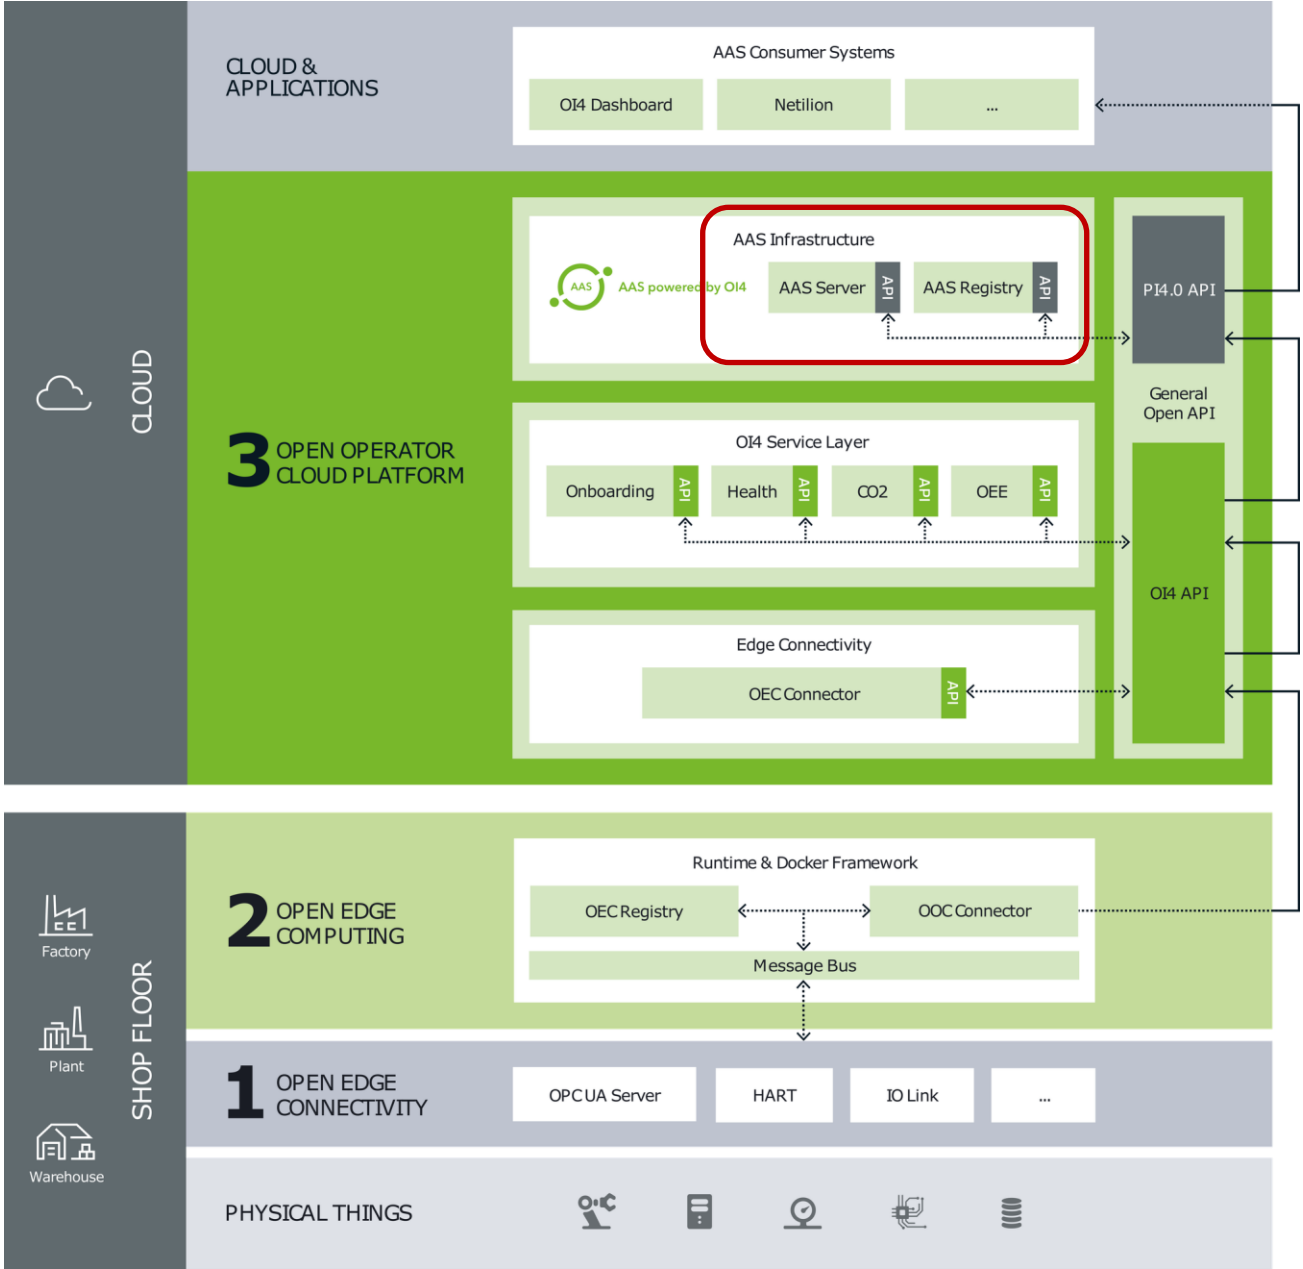 CLOUD &
APPLICATIONS
AAS Consumer Systems
OI4 Dashboard
Netilion
...
CLOUD
3
OPEN OPERATOR
CLOUD PLATFORM
AAS Infrastructure
AAS
AAS powered by OI4
AAS Server
API
AAS Registry
API
PI4.0 API
General
Open API
OI4 API
OI4 Service Layer
Onboarding
API
Health
API
CO2
API
OEE
API
Edge Connectivity
OEC Connector
API
SHOP FLOOR
Factory
Plant
Warehouse
2
OPEN EDGE
COMPUTING
Runtime & Docker Framework
OEC Registry
OOC Connector
Message Bus
1
OPEN EDGE
CONNECTIVITY
OPC UA Server
HART
IO Link
...
PHYSICAL THINGS